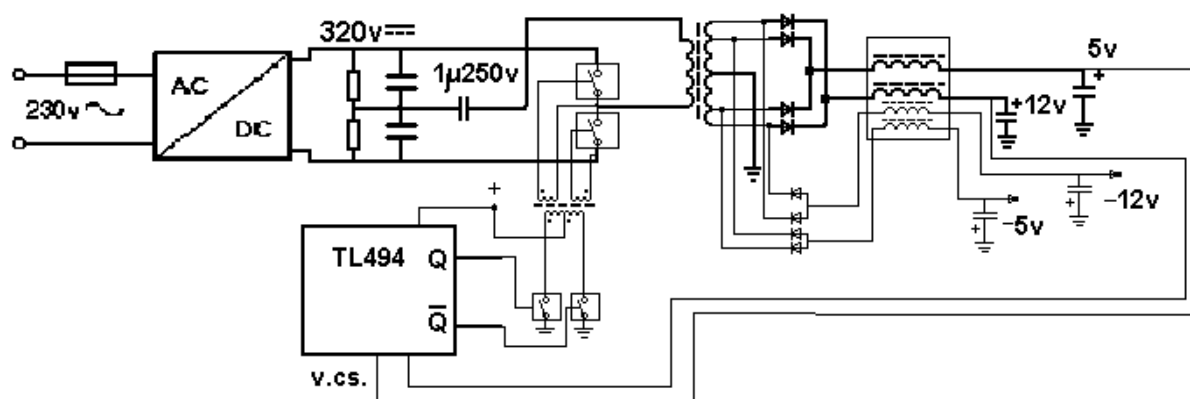 320v
1µ250v
5v
AC
230v
DC
+12v
+
+
-12v
+
TL494
Q
-5v
+
Q
v.cs.